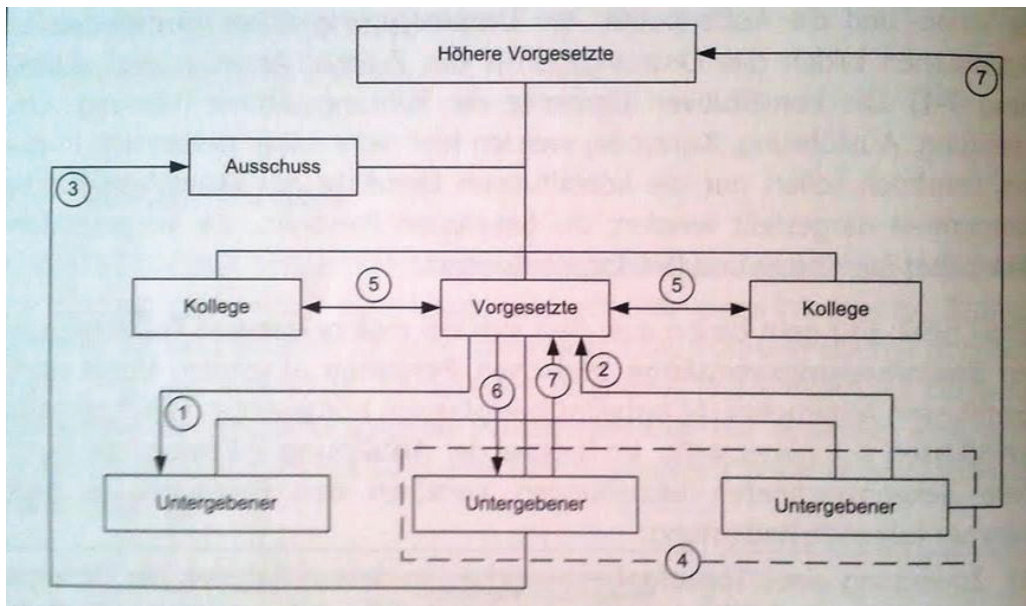 Höhere Vorgesetzte
7
Ausschuss
3
Kollege
5
Vorgesetzte
5
Kollege
1
6
7
2
Untergebener
Untergebener
Untergebener
4